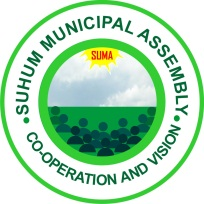 SUHUM MUNICIPAL ASSEMBLY
SUMA
CO-OPERATION AND VISION